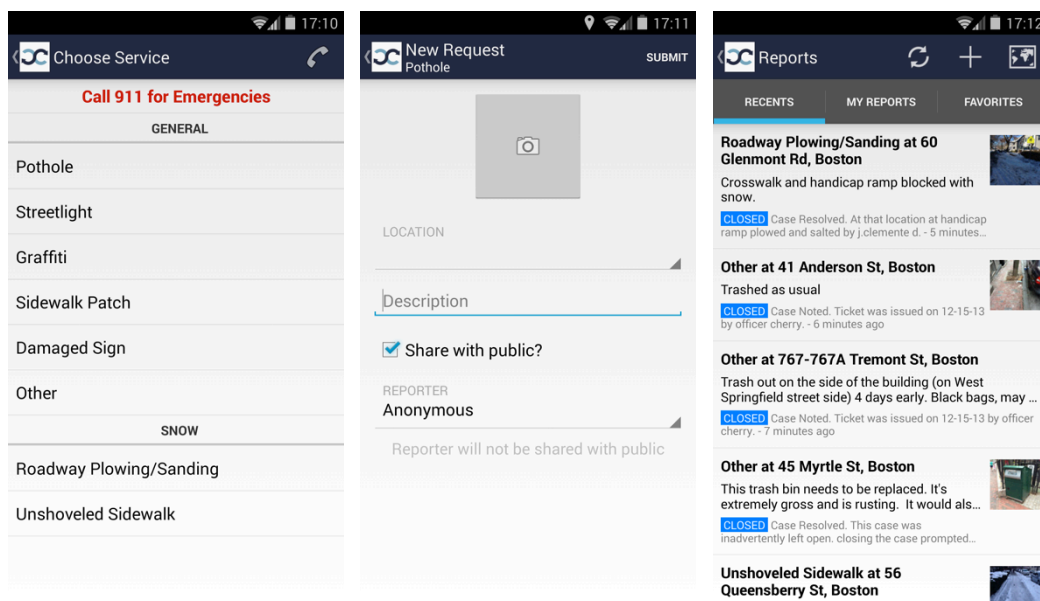 17:10
Choose Service
Call 911 for Emergencies
GENERAL
Pothole
Streetlight
Graffiti
Sidewalk Patch
Damaged Sign
Other
SNOW
Roadway Plowing/Sanding
Unshoveled Sidewalk
17:11
New Request
Pothole
SUBMIT
LOCATION
Description
Share with public?
REPORTER
Anonymous
Reporter will not be shared with public
17:12
Reports
RECENTS MY REPORTS FAVORITES
Roadway Plowing/Sanding at 60
Glenmont Rd, Boston
Crosswalk and handicap ramp blocked with
snow.
CLOSED Case Resolved. At that location at handicap
ramp plowed and salted by j.clemente d. - 5 minutes...
Other at 41 Anderson St, Boston
Trashed as usual
CLOSED Case Noted. Ticket was issued on 12-15-13
by officer cherry. - 6 minutes ago
Other at 767-767A Tremont St, Boston
Trash out on the side of the building (on West
Springfield street side) 4 days early. Black bags, may ...
CLOSED Case Noted. Ticket was issued on 12-15-13 by officer
cherry. - 7 minutes ago
Other at 45 Myrtle St, Boston
This trash bin needs to be replaced. It's
extremely gross and is rusting. It would als...
CLOSED Case Resolved. This case was
inadvertently left open. closing the case prompted...
Unshoveled Sidewalk at 56
Queensberry St, Boston